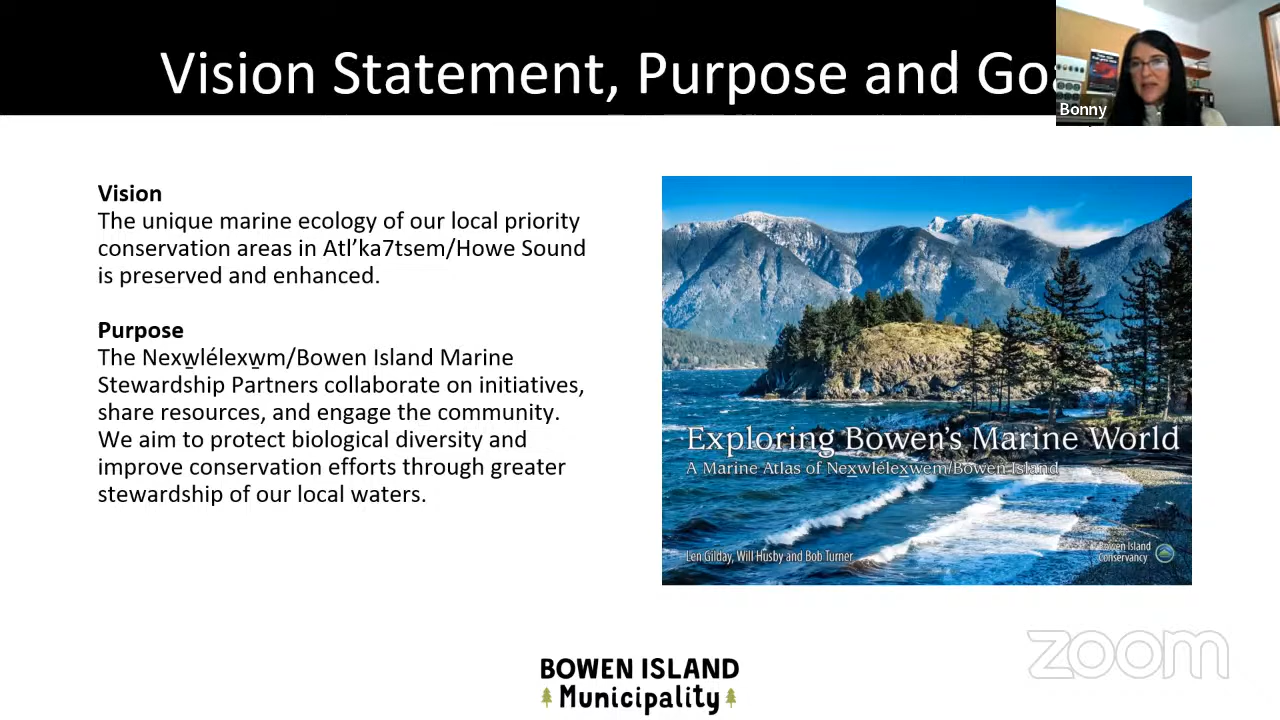 Vision Statement, Purpose and Go
Bonny
Vision
The unique marine ecology of our local priority
conservation areas in Atl’ka7tsem/Howe Sound
is preserved and enhanced.
Purpose
The Nex̱wlélex̱wm/Bowen Island Marine
Stewardship Partners collaborate on initiatives,
share resources, and engage the community.
We aim to protect biological diversity and
improve conservation efforts through greater
stewardship of our local waters.
Exploring Bowen's Marine World
A Marine Atlas of Nex̱wlélex̱wem/Bowen Island
Len Gilday, Will Husby and Bob Turner
Bowen Island
Conservancy
zoom
BOWEN ISLAND
Municipality